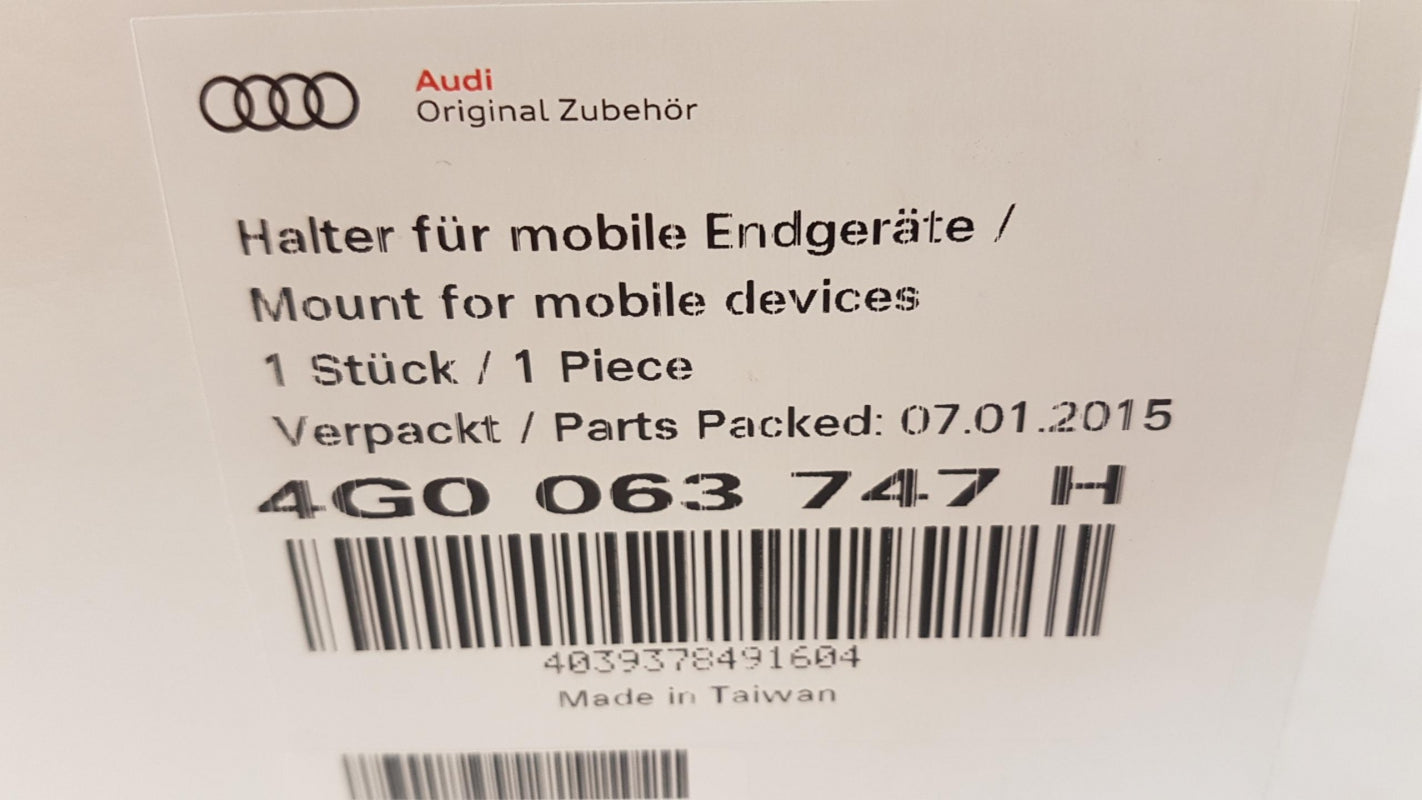 Audi
Original Zubehör
Halter für mobile Endgeräte /
Mount for mobile devices
1 Stück / 1 Piece
Verpackt / Parts Packed: 07.01.2015
4G0 063 747 H
4039378491604
Made in Taiwan